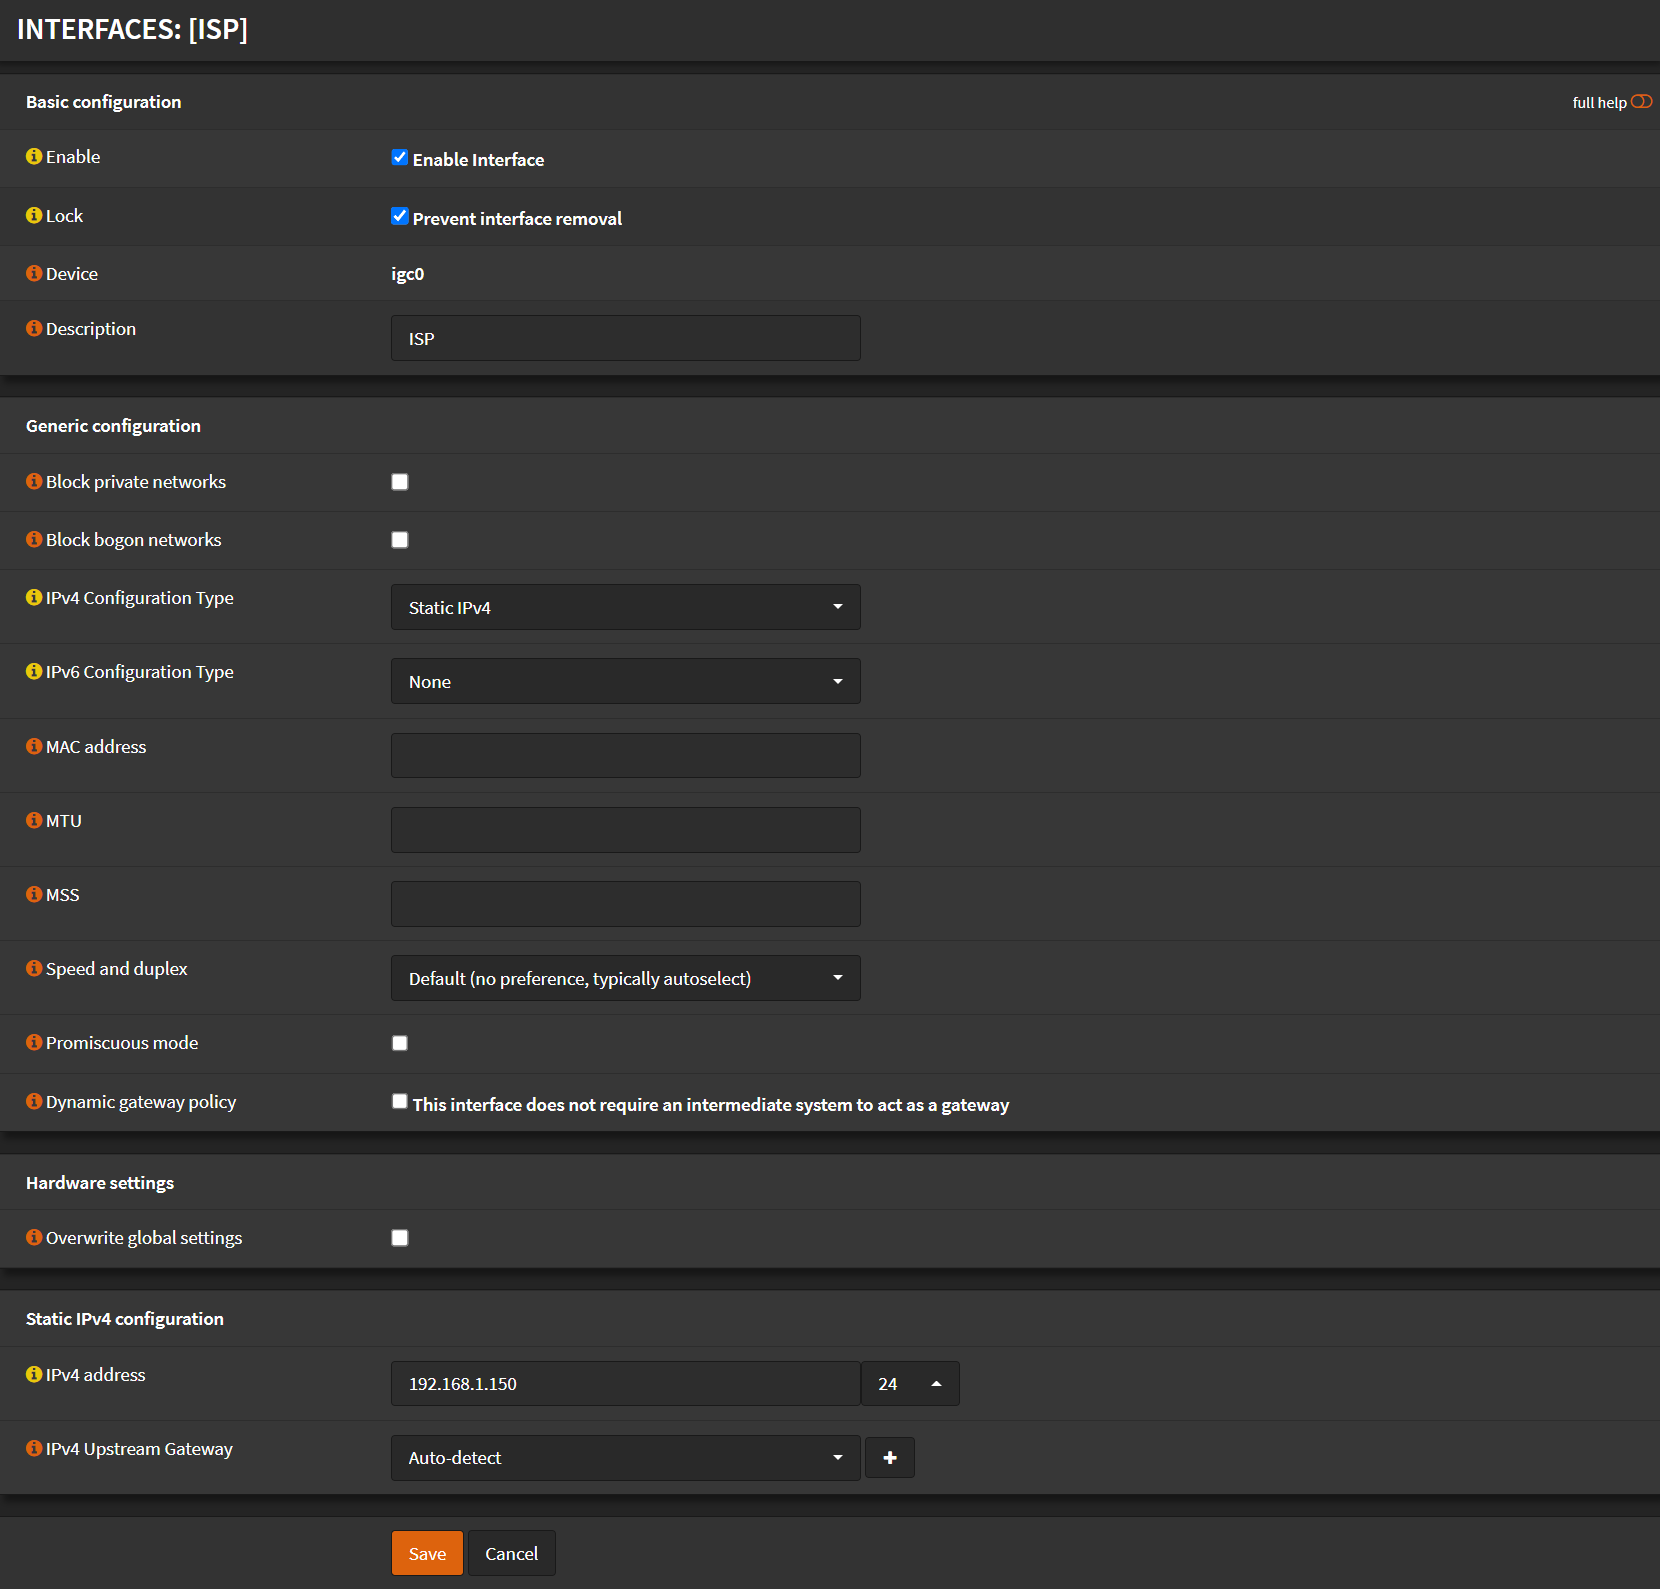 INTERFACES: [ISP]
Basic configuration
full help
Enable
Enable Interface
Lock
Prevent interface removal
Device
igc0
Description
ISP
Generic configuration
Block private networks
Block bogon networks
IPv4 Configuration Type
Static IPv4
IPv6 Configuration Type
None
MAC address
MTU
MSS
Speed and duplex
Default (no preference, typically autoselect)
Promiscuous mode
Dynamic gateway policy
This interface does not require an intermediate system to act as a gateway
Hardware settings
Overwrite global settings
Static IPv4 configuration
IPv4 address
192.168.1.150
24
IPv4 Upstream Gateway
Auto-detect
Save
Cancel